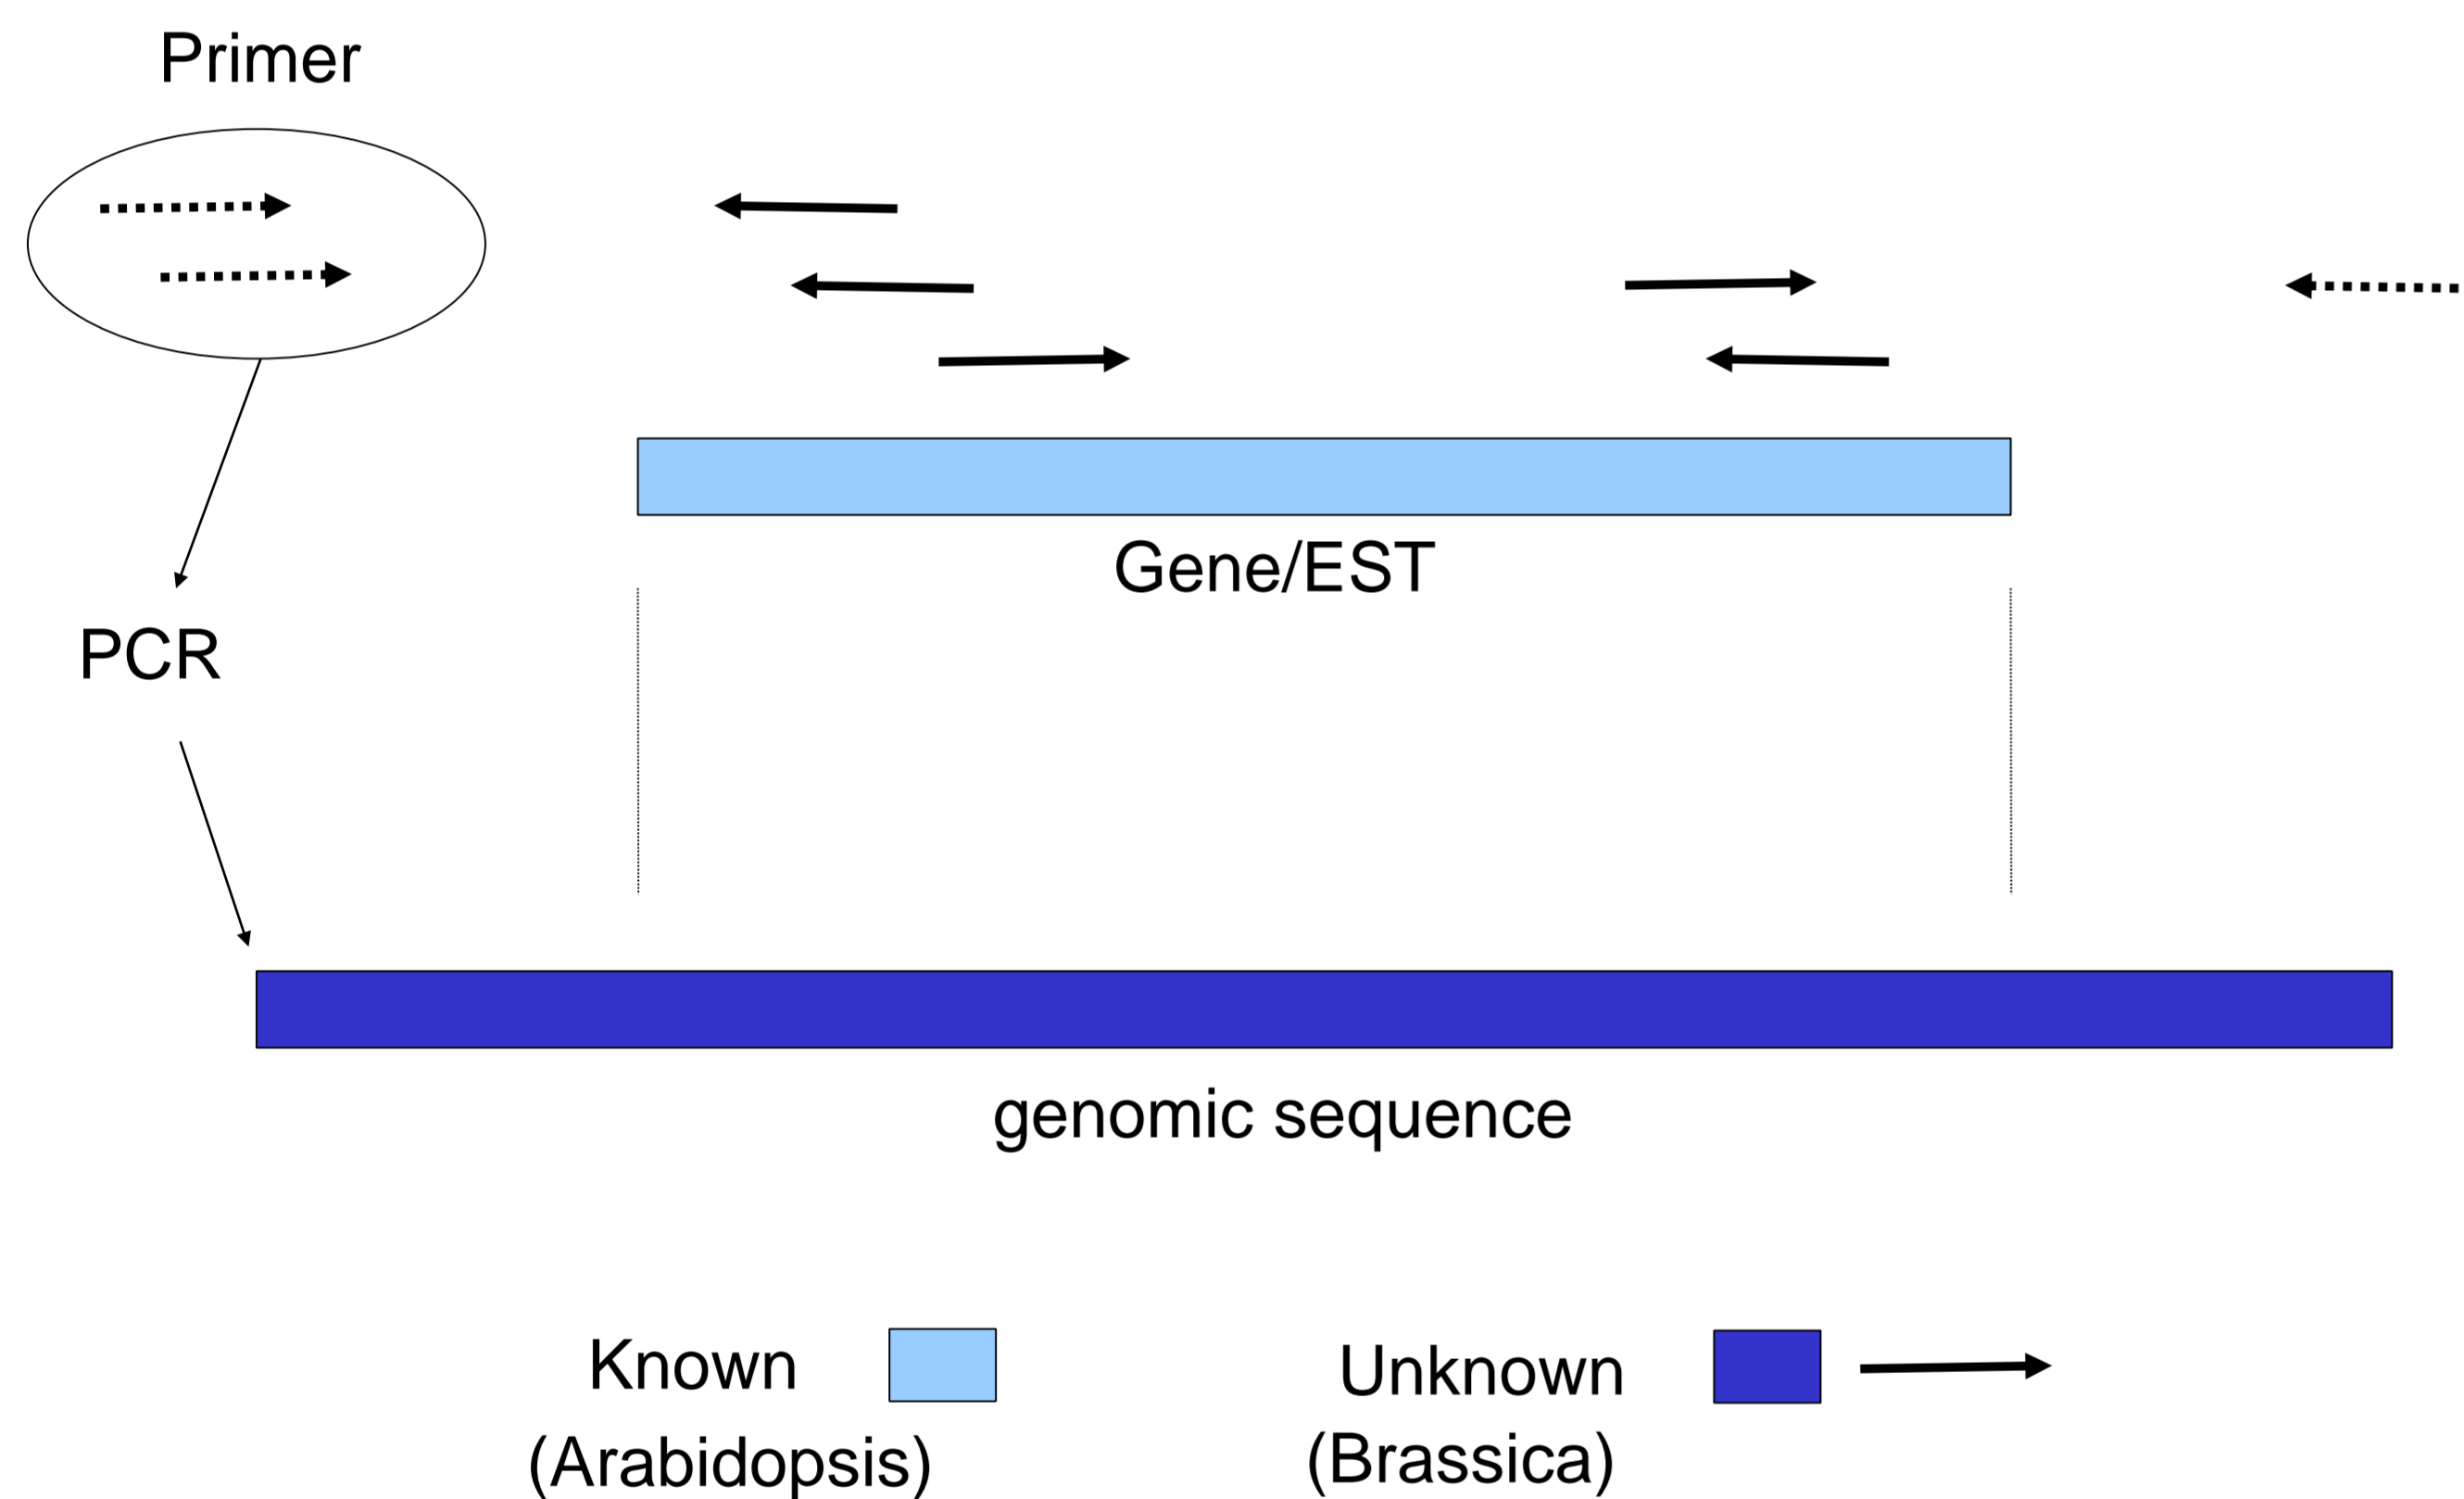 Primer
Gene/EST
PCR
genomic sequence
Known
(Arabidopsis)
Unknown
(Brassica)